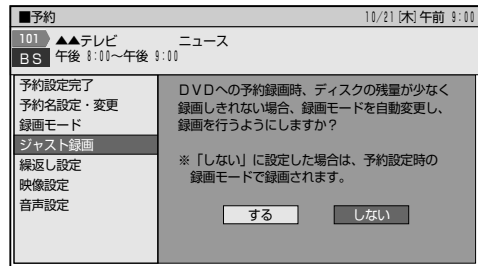 ■予約 10/21[木]午前 9:00
101 ▲▲テレビ ニュース
BS 午後 8:00～午後 9:00
予約設定完了
予約名設定・変更
録画モード
ジャスト録画
繰返し設定
映像設定
音声設定
DVDへの予約録画時、ディスクの残量が少なく
録画しきれない場合、録画モードを自動変更し、
録画を行うようにしますか？
※「しない」に設定した場合は、予約設定時の
録画モードで録画されます。
する しない